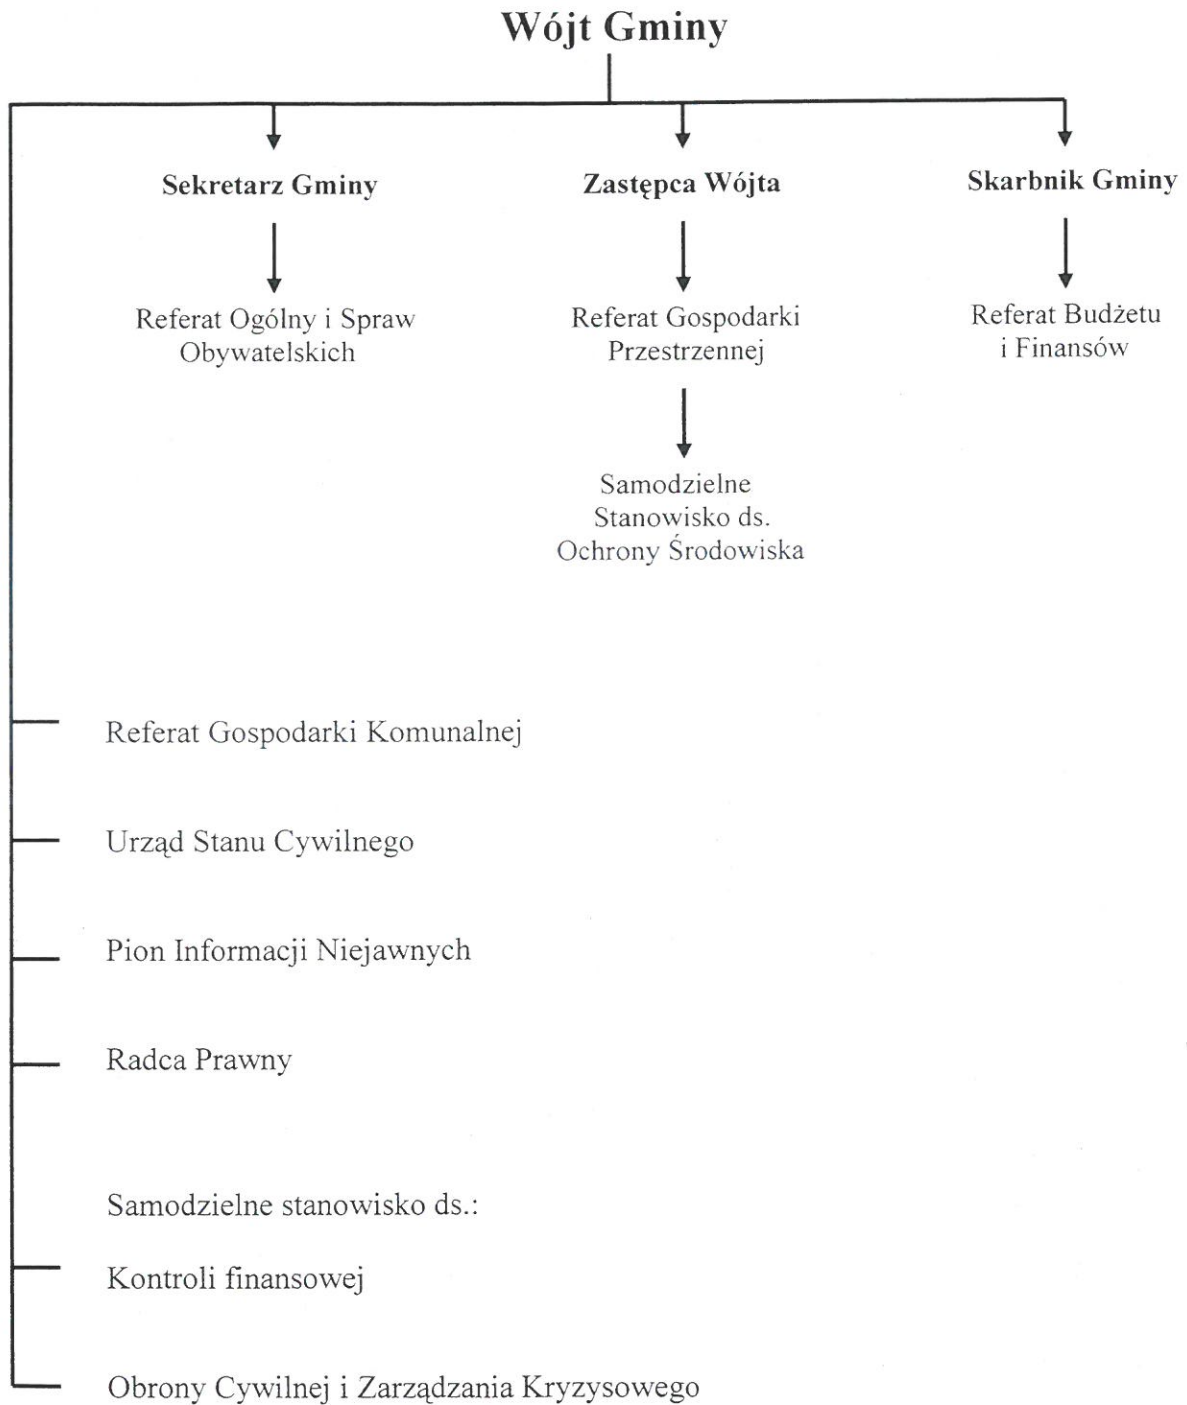 Wójt Gminy
Sekretarz Gminy
Zastępca Wójta
Skarbnik Gminy
Referat Ogólny i Spraw
Obywatelskich
Referat Gospodarki
Przestrzennej
Referat Budżetu
i Finansów
Samodzielne
Stanowisko ds.
Ochrony Środowiska
Referat Gospodarki Komunalnej
Urząd Stanu Cywilnego
Pion Informacji Niejawnych
Radca Prawny
Samodzielne stanowisko ds.:
Kontroli finansowej
Obrony Cywilnej i Zarządzania Kryzysowego